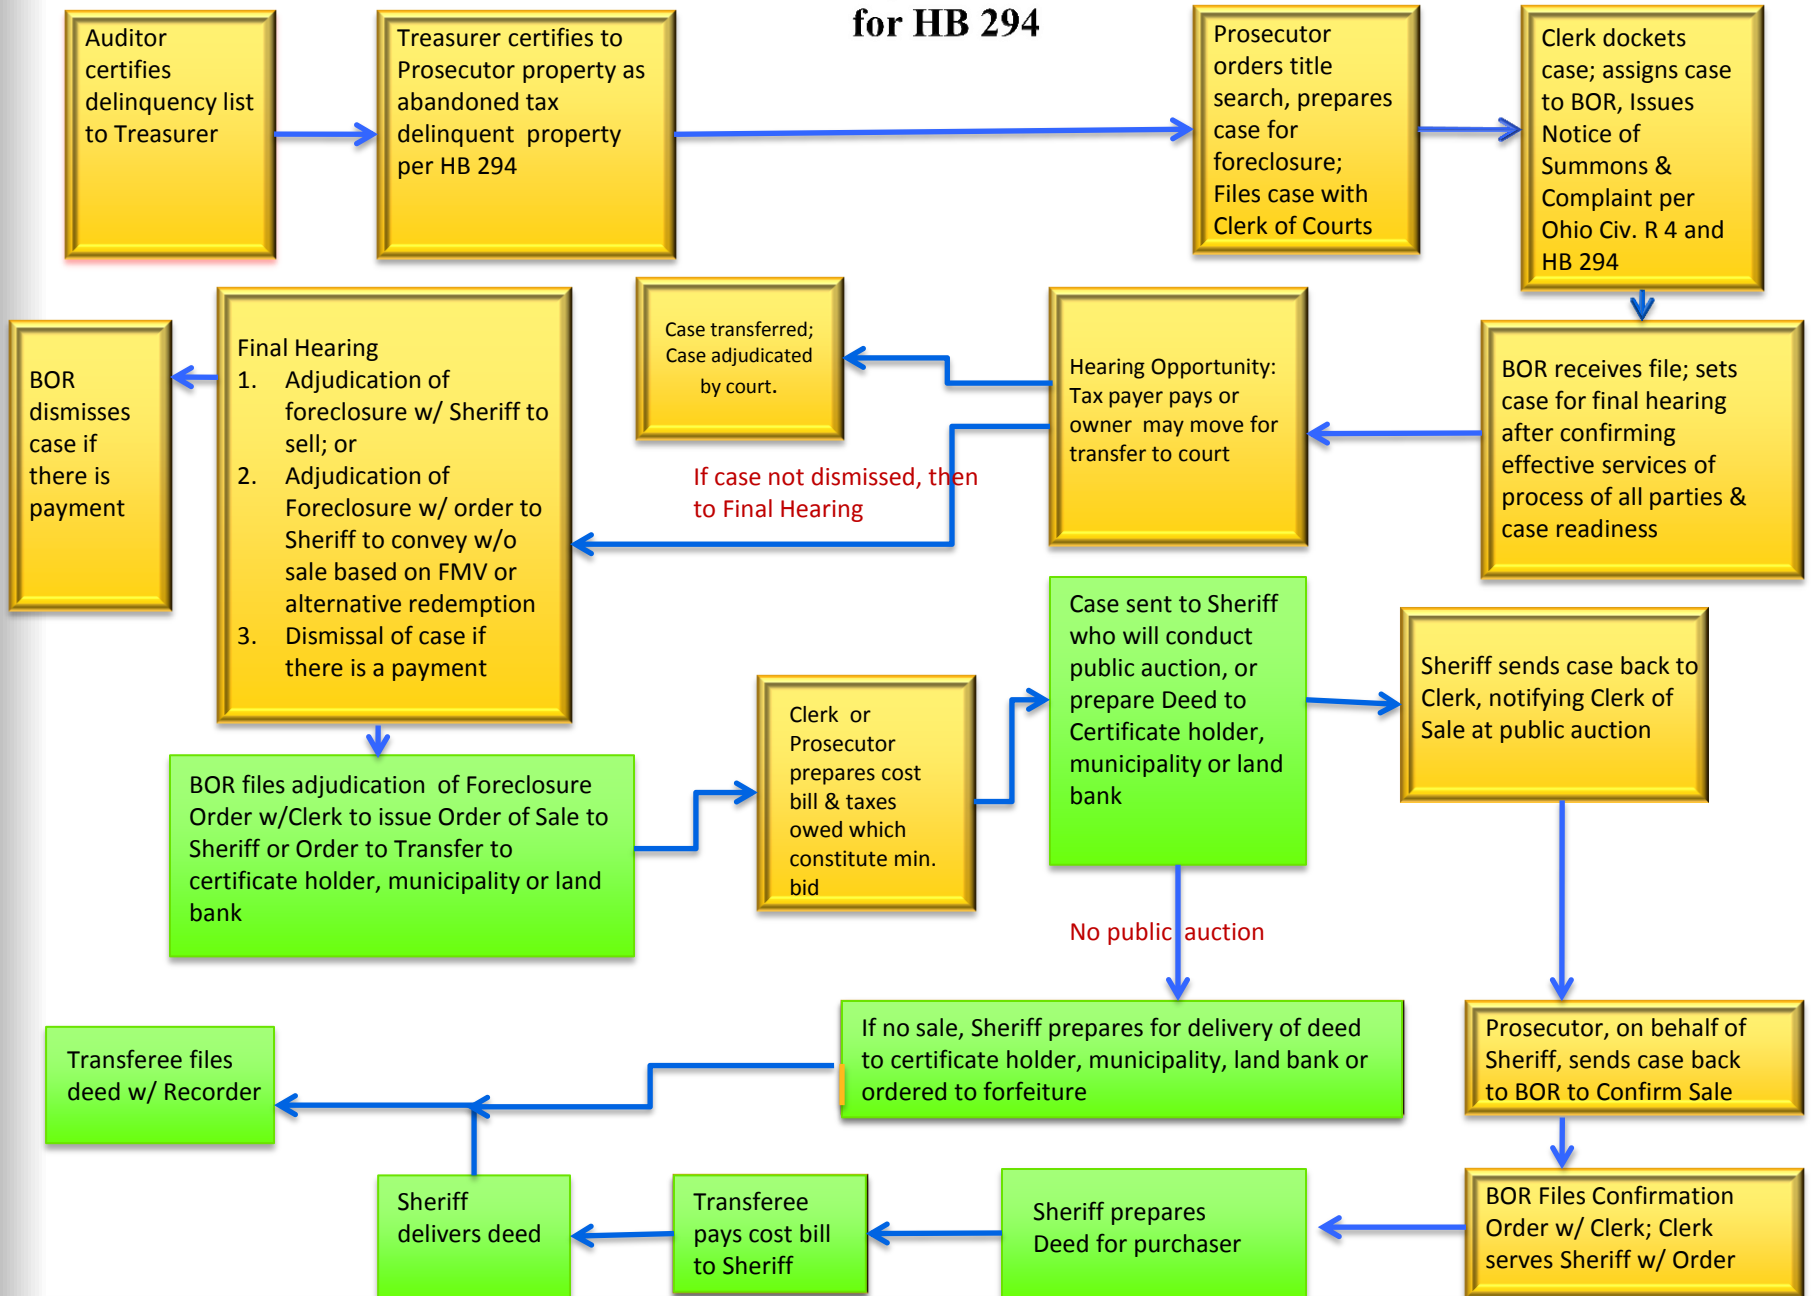 for HB 294
Auditor
certifies
delinquency list
to Treasurer
Treasurer certifies to
Prosecutor property as
abandoned tax
delinquent property
per HB 294
Prosecutor
orders title
search, prepares
case for
foreclosure;
Files case with
Clerk of Courts
Clerk dockets
case; assigns case
to BOR, Issues
Notice of
Summons &
Complaint per
Ohio Civ. R 4 and
HB 294
BOR
dismisses
case if
there is
payment
Final Hearing
1. Adjudication of
foreclosure w/ Sheriff to
sell; or
2. Adjudication of
Foreclosure w/ order to
Sheriff to convey w/o
sale based on FMV or
alternative redemption
3. Dismissal of case if
there is a payment
Case transferred;
Case adjudicated
by court.
If case not dismissed, then
to Final Hearing
Hearing Opportunity:
Tax payer pays or
owner may move for
transfer to court
BOR receives file; sets
case for final hearing
after confirming
effective services of
process of all parties &
case readiness
BOR files adjudication of Foreclosure
Order w/Clerk to issue Order of Sale to
Sheriff or Order to Transfer to
certificate holder, municipality or land
bank
Clerk or
Prosecutor
prepares cost
bill & taxes
owed which
constitute min.
bid
Case sent to Sheriff
who will conduct
public auction, or
prepare Deed to
Certificate holder,
municipality or land
bank
Sheriff sends case back to
Clerk, notifying Clerk of
Sale at public auction
No public auction
Transferee files
deed w/ Recorder
If no sale, Sheriff prepares for delivery of deed
to certificate holder, municipality, land bank or
ordered to forfeiture
Prosecutor, on behalf of
Sheriff, sends case back
to BOR to Confirm Sale
Sheriff
delivers deed
Transferee
pays cost bill
to Sheriff
Sheriff prepares
Deed for purchaser
BOR Files Confirmation
Order w/ Clerk; Clerk
serves Sheriff w/ Order